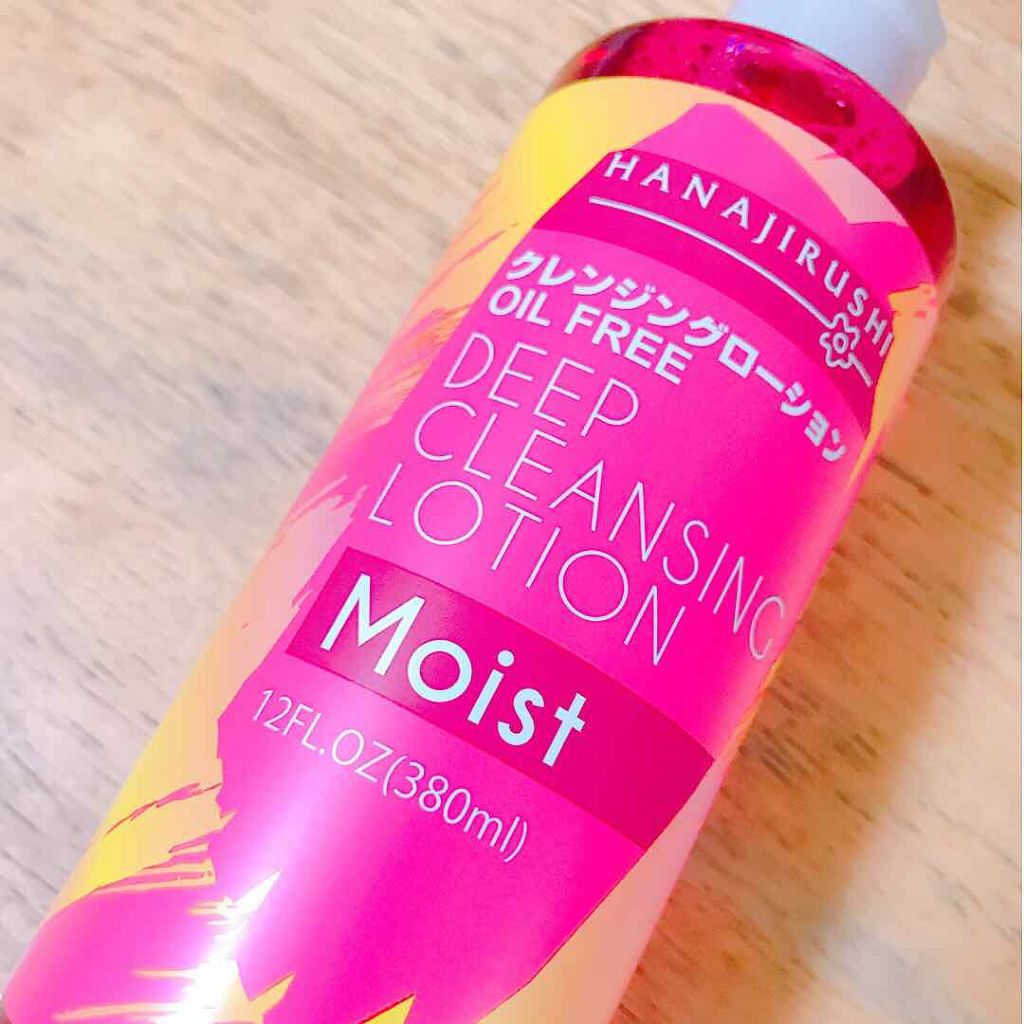 HANAJIRUSHI
クレンジングローション
OIL FREE
DEEP
CLEANSING
LOTION
Moist
12FL.OZ(380ml)